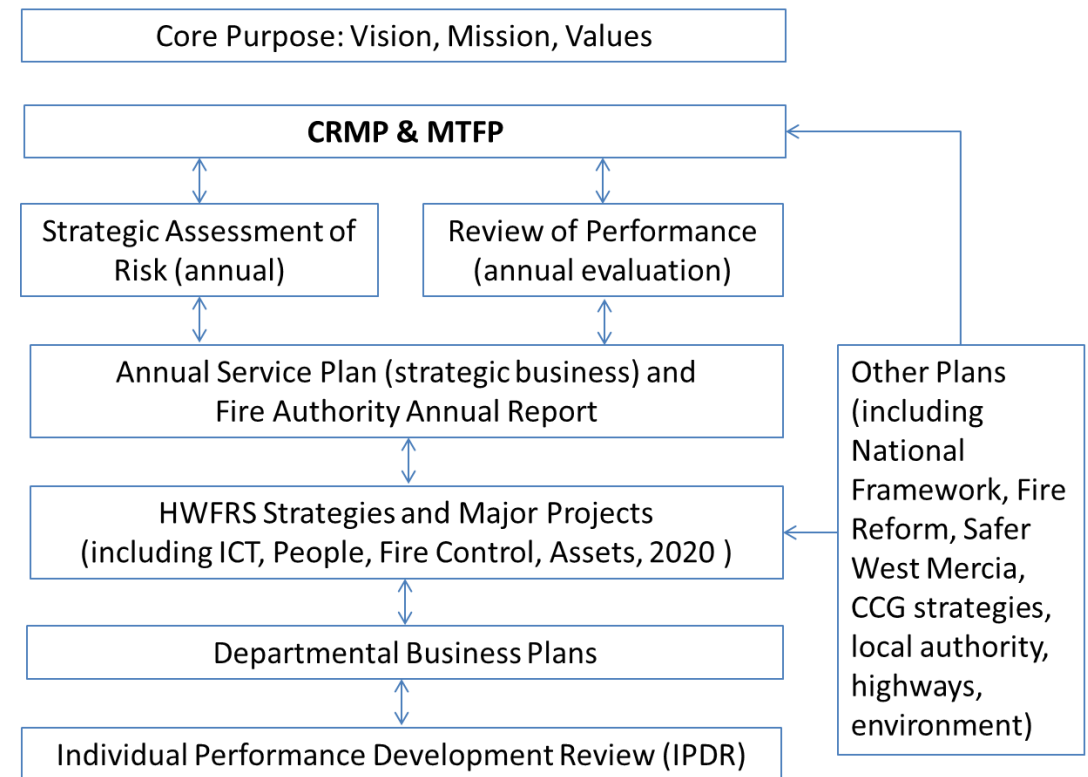 Core Purpose: Vision, Mission, Values
CRMP & MTFP
Strategic Assessment of
Risk (annual)
Review of Performance
(annual evaluation)
Annual Service Plan (strategic business) and
Fire Authority Annual Report
HWFRS Strategies and Major Projects
(including ICT, People, Fire Control, Assets, 2020 )
Departmental Business Plans
Individual Performance Development Review (IPDR)
Other Plans
(including
National
Framework, Fire
Reform, Safer
West Mercia,
CCG strategies,
local authority,
highways,
environment)